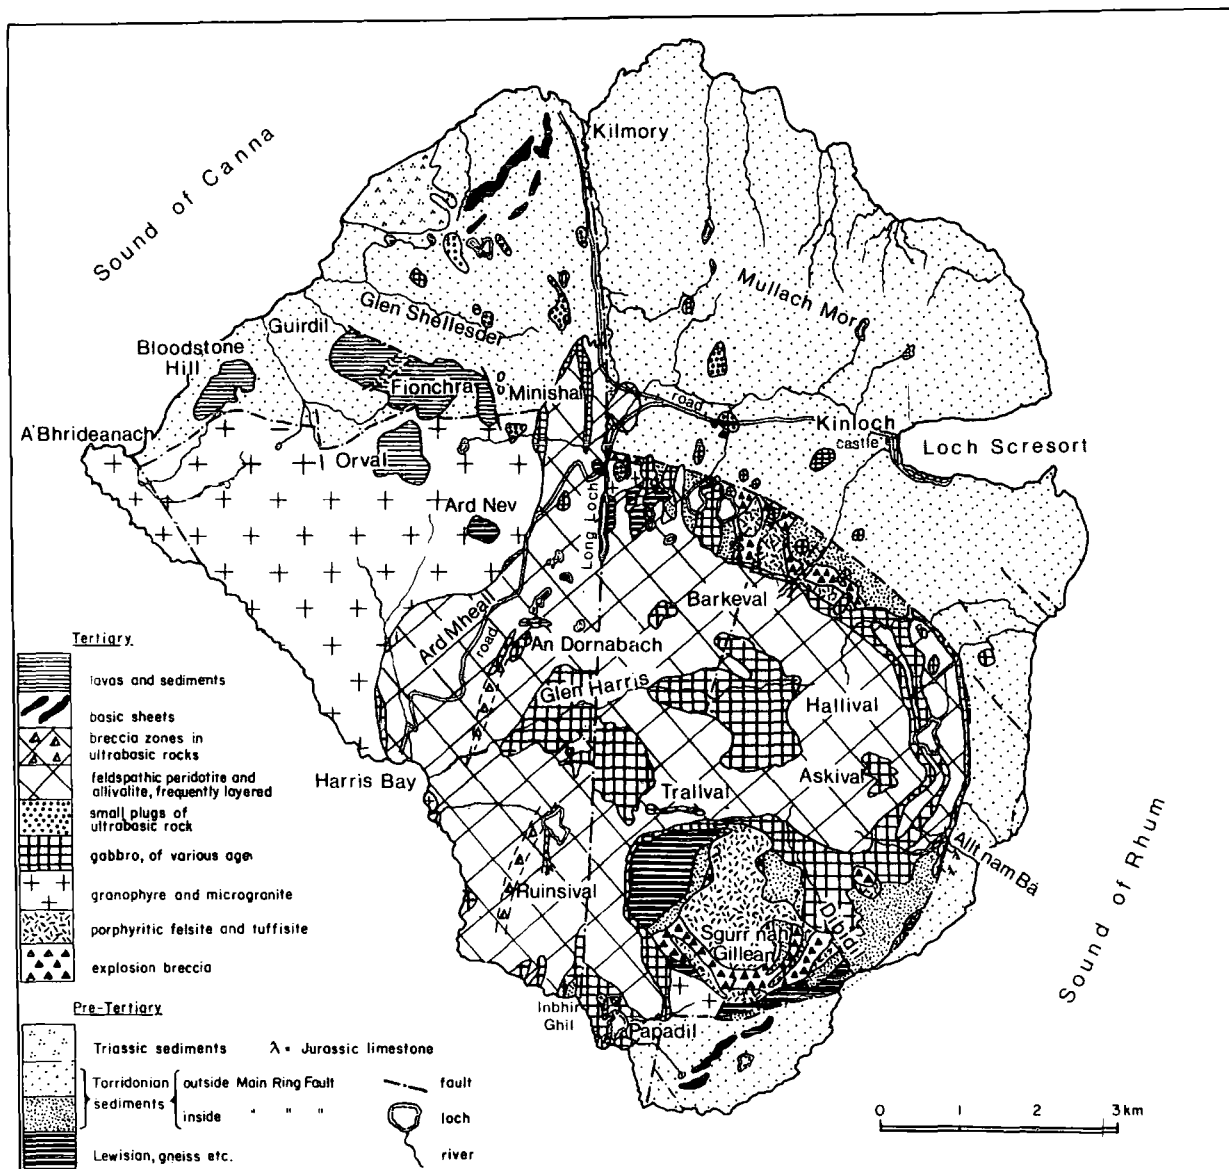 Sound of Canna
Kilmory
Mullach Mor
Glen Shellesder
Guirdil
Bloodstone
Hill
Fionchra
Minishal
road
Kinloch
castle
Loch Scresort
A'Bhrideanach
Orval
Ard Nev
Long Loch
Barkeval
Ard Mheall
road
An Dornabach
Glen Harris
Hallival
Harris Bay
Askival
Trallval
Allt nam Bá
Ruinsival
Dibidil
Sgurr nan
Gillean
Inbhir
Ghil
Papadil
Sound of Rhum
Tertiary
lavas and sediments
basic sheets
breccia zones in
ultrabasic rocks
feldspathic peridotite and
allivalite, frequently layered
small plugs of
ultrabasic rock
gabbro, of various age
granophyre and microgranite
porphyritic felsite and tuffisite
explosion breccia
Pre-Tertiary
Triassic sediments λ = Jurassic limestone
Torridonian
sediments
outside Main Ring Fault
inside " " "
Lewisian, gneiss etc.
fault
loch
river
0 1 2 3 km